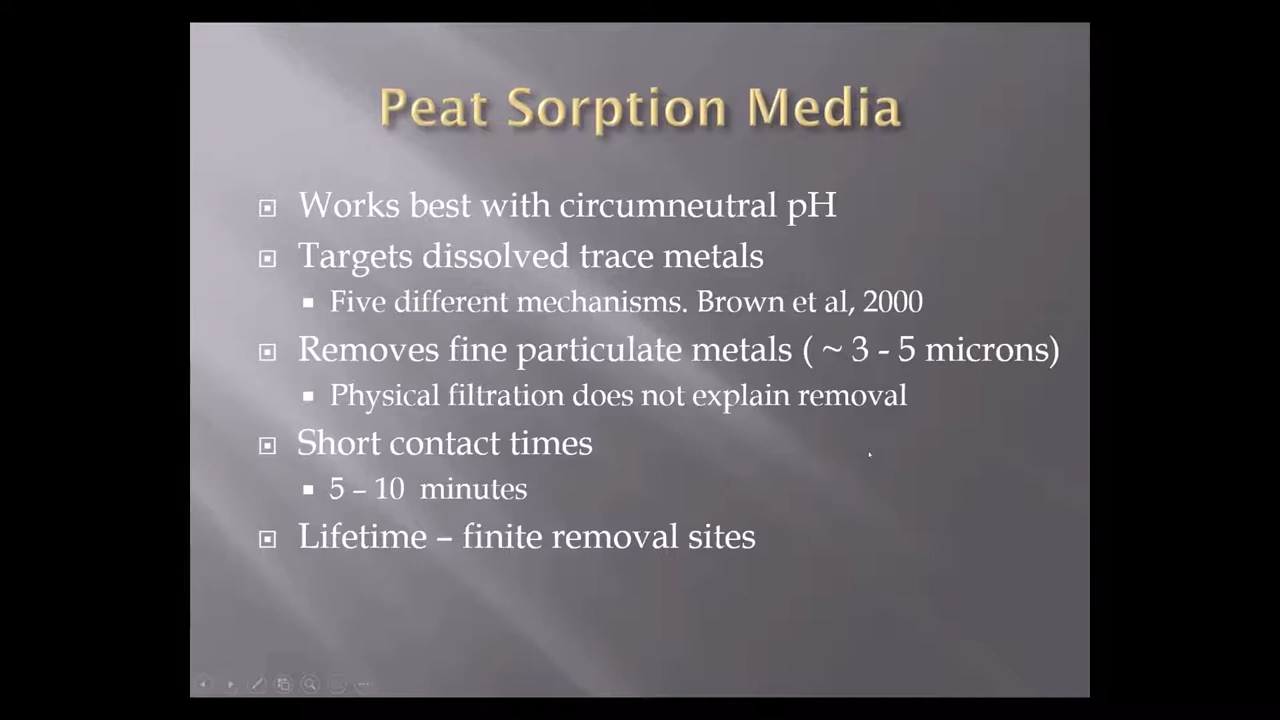 Peat Sorption Media
Works best with circumneutral pH
Targets dissolved trace metals
Five different mechanisms. Brown et al, 2000
Removes fine particulate metals ( ~ 3 - 5 microns)
Physical filtration does not explain removal
Short contact times
5 – 10 minutes
Lifetime – finite removal sites